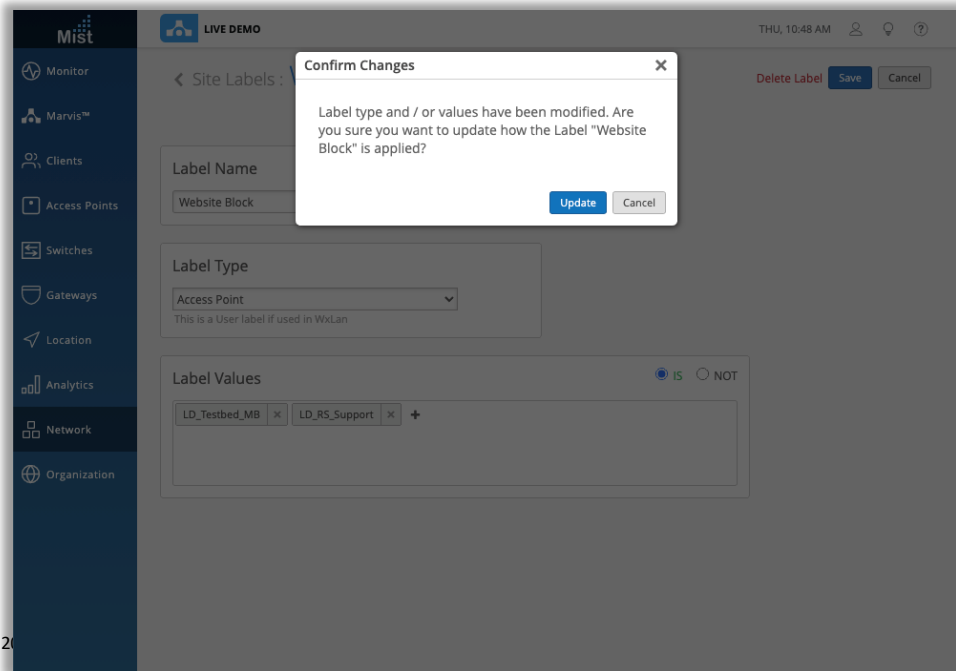 Mist
LIVE DEMO
THU, 10:48 AM
Monitor
Marvis™
Clients
Access Points
Switches
Gateways
Location
Analytics
Network
Organization
Site Labels :
Delete Label
Save
Cancel
Confirm Changes
Label type and / or values have been modified. Are
you sure you want to update how the Label "Website
Block" is applied?
Update
Cancel
Label Name
Website Block
Label Type
Access Point
This is a User label if used in WxLan
Label Values
IS
NOT
LD_Testbed_MB
LD_RS_Support